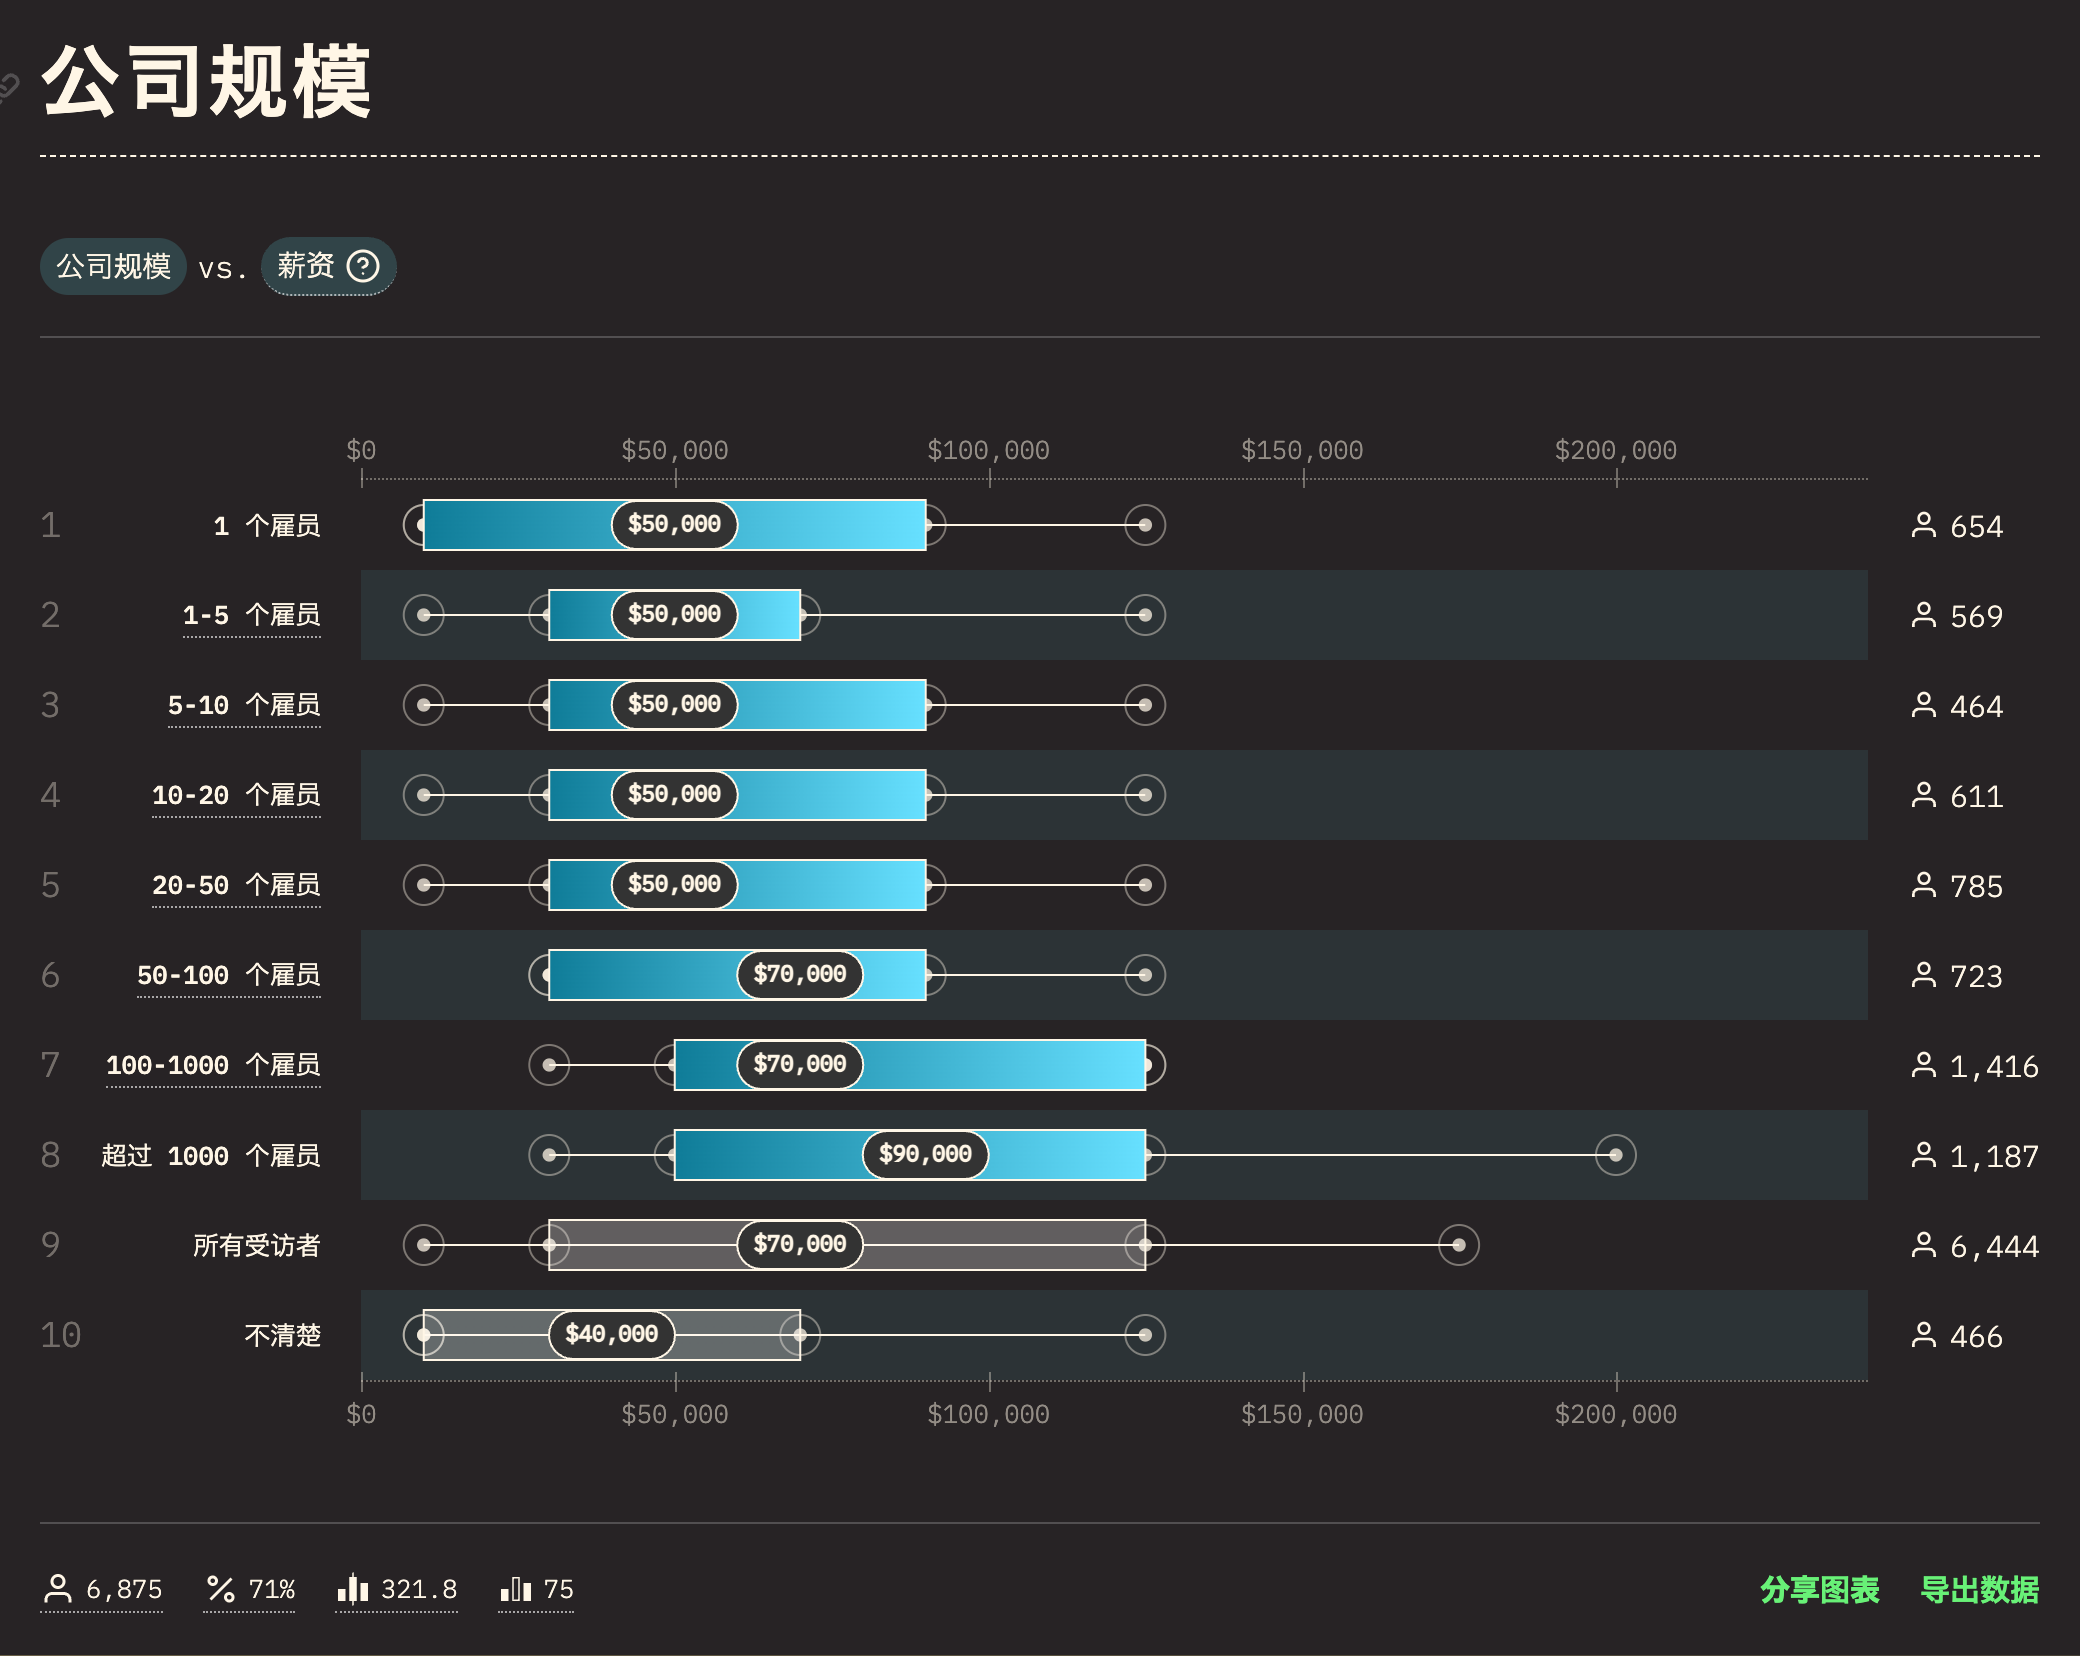 公司规模
公司规模 vs. 薪资
$0 $50,000 $100,000 $150,000 $200,000
1 1 个雇员 $50,000 654
2 1-5 个雇员 $50,000 569
3 5-10 个雇员 $50,000 464
4 10-20 个雇员 $50,000 611
5 20-50 个雇员 $50,000 785
6 50-100 个雇员 $70,000 723
7 100-1000 个雇员 $70,000 1,416
8 超过 1000 个雇员 $90,000 1,187
9 所有受访者 $70,000 6,444
10 不清楚 $40,000 466
$0 $50,000 $100,000 $150,000 $200,000
6,875 71% 321.8 75 分享图表 导出数据